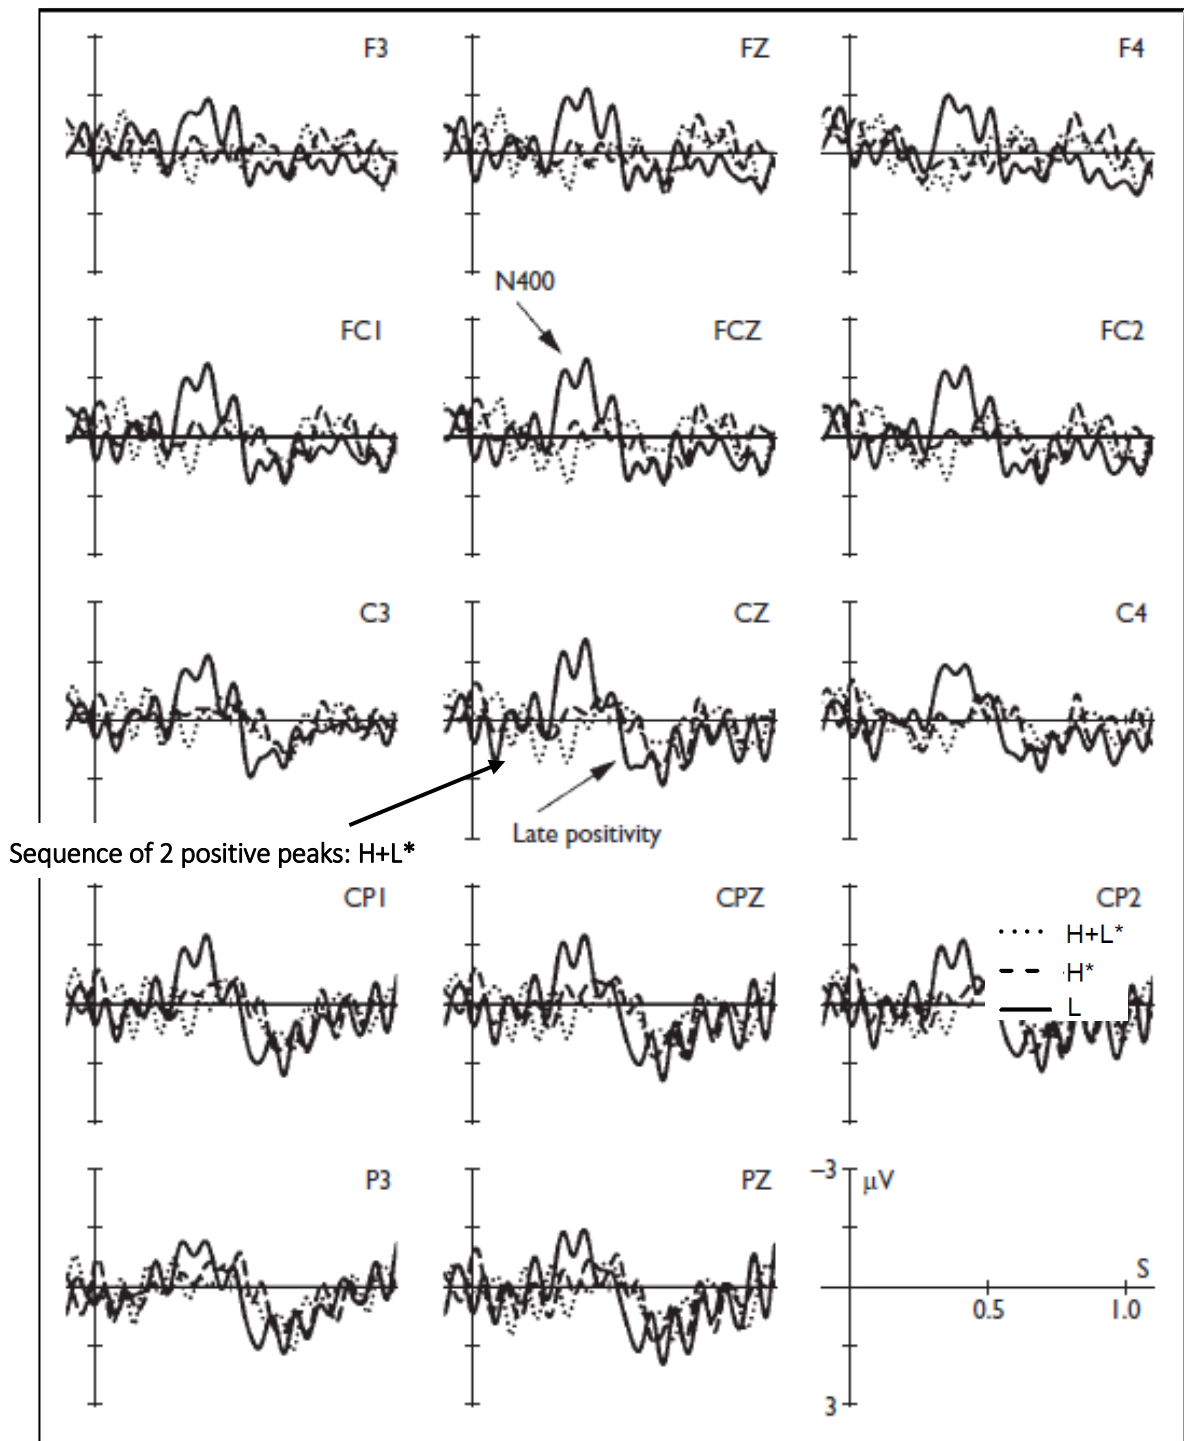 F3
FZ
F4
N400
FC1
FCZ
FC2
C3
CZ
C4
Late positivity
Sequence of 2 positive peaks: H+L*
CP1
CPZ
CP2
H+L*
H*
L
P3
PZ
–3
μV
S
0.5
1.0
3